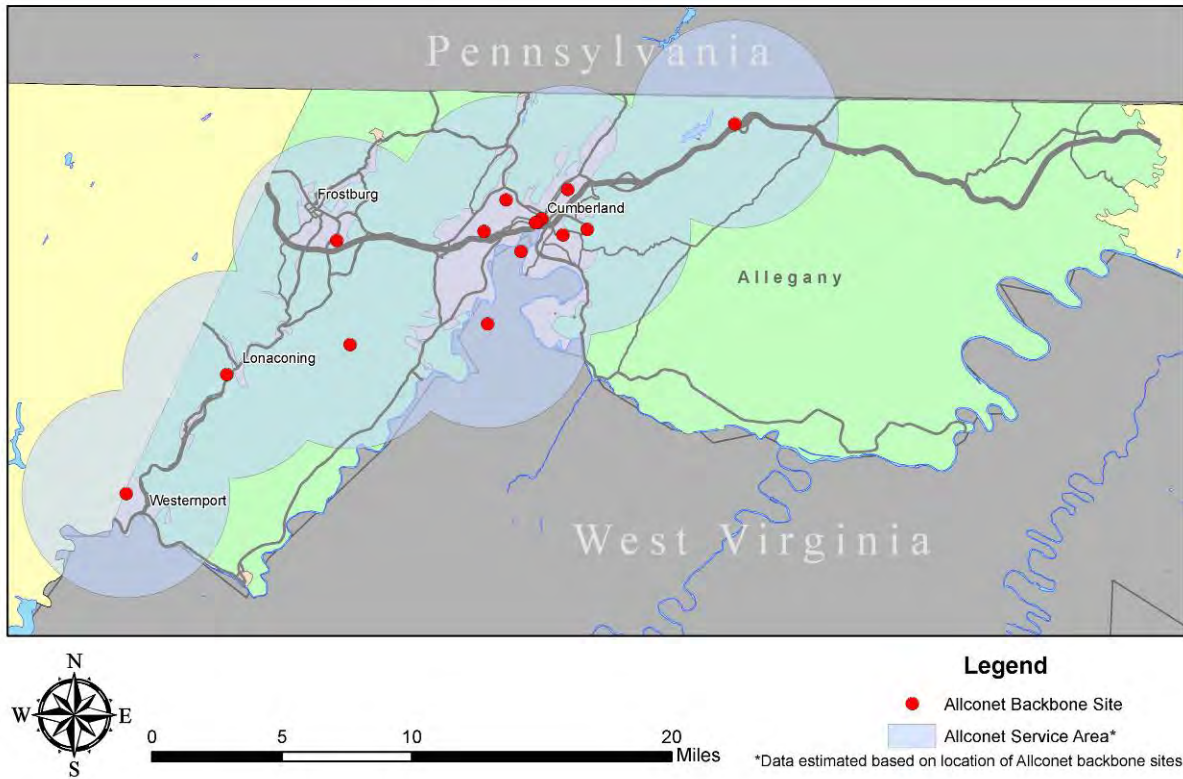 Pennsylvania
Frostburg
Cumberland
Allegany
Lonaconing
Westernport
West Virginia
N
W E
S
0 5 10 20
Miles
Legend
Allconet Backbone Site
Allconet Service Area*
*Data estimated based on location of Allconet backbone sites